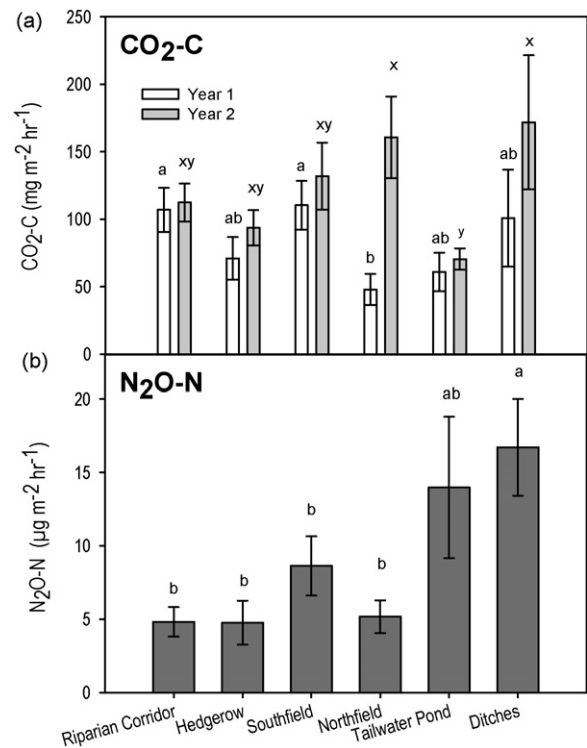 (a)
250
CO₂-C
x
x
Year 1
Year 2
200
xy
150
a
xy
a
xy
ab
ab
100
b
ab
y
50
0
CO₂-C (mg m⁻² hr⁻¹)
(b)
N₂O-N
20
a
ab
15
b
10
b
b
b
5
0
N₂O-N (µg m⁻² hr⁻¹)
Riparian Corridor
Hedgerow
Southfield
Northfield
Tailwater Pond
Ditches